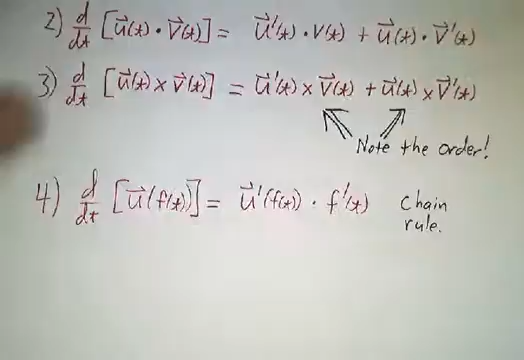 2) d/dt [u⃗(t) · v⃗(t)] = u⃗'(t) · v(t) + u⃗(t) · v⃗'(t)
3) d/dt [u⃗(t) × v⃗(t)] = u⃗'(t) × v⃗(t) + u⃗(t) × v⃗'(t)
Note the order!
4) d/dt [u⃗(f(t))] = u⃗'(f(t)) · f'(t) Chain
rule.